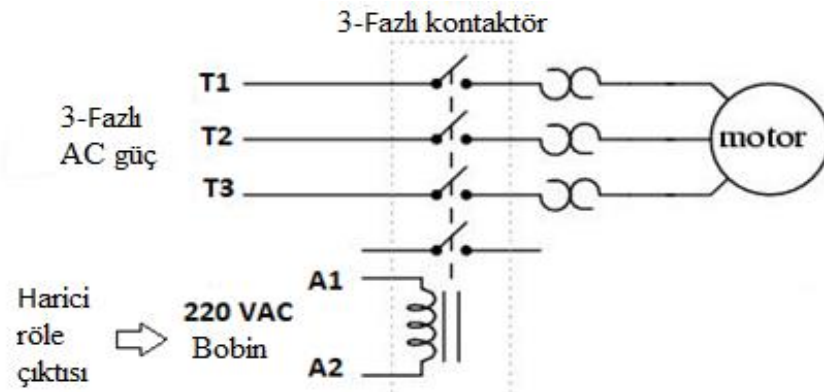 3-Fazlı kontaktör
T1
3-Fazlı
AC güç
T2
motor
T3
A1
Harici
röle
çıktısı
220 VAC
Bobin
A2